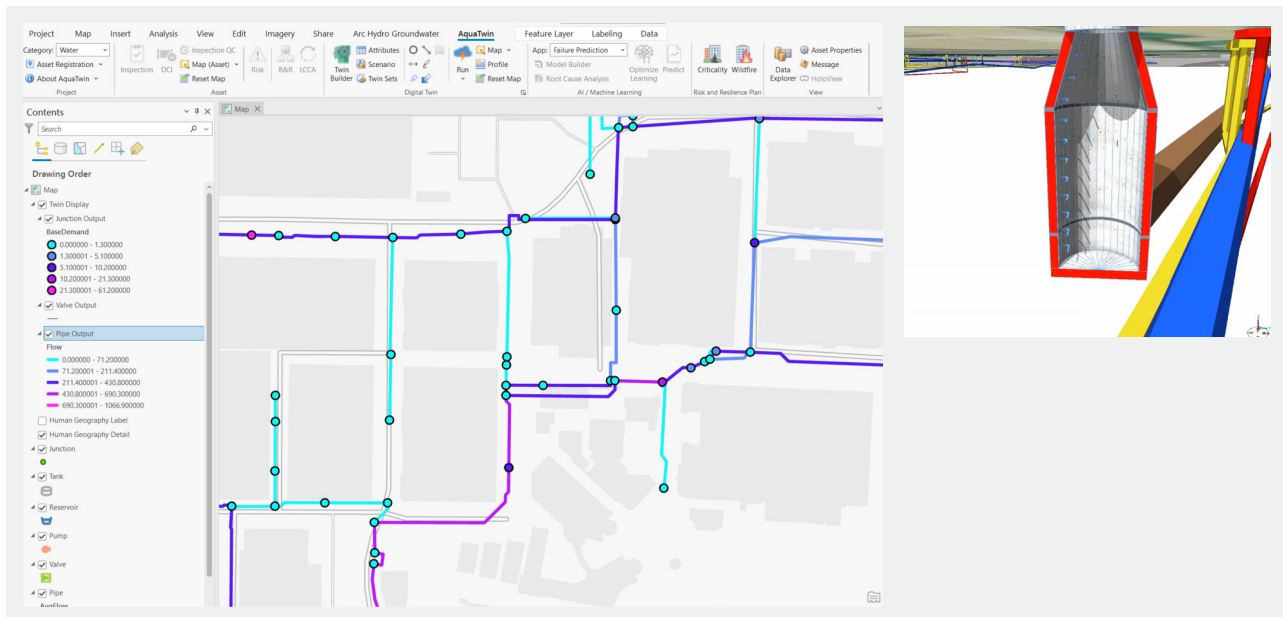 Project Map Insert Analysis View Edit Imagery Share Arc Hydro Groundwater AquaTwin Feature Layer Labeling Data
Category: Water
Asset Registration
About AquaTwin
Project
Inspection
DCI
Inspection QC
Map (Asset)
Reset Map
Risk
R&R
LCCA
Asset
Twin Builder
Attributes
Scenario
Twin Sets
Digital Twin
Run
Map
Profile
Reset Map
App: Failure Prediction
Model Builder
Root Cause Analysis
Optimize Learning
Predict
AI / Machine Learning
Criticality
Wildfire
Risk and Resilience Plan
Data Explorer
Asset Properties
Message
HoloView
View
Contents
Search
Drawing Order
Map
Twin Display
Junction Output
BaseDemand
0.000000 - 1.300000
1.300001 - 5.100000
5.100001 - 10.200000
10.200001 - 21.300000
21.300001 - 61.200000
Valve Output
Pipe Output
Flow
0.000000 - 71.200000
71.200001 - 211.400000
211.400001 - 430.800000
430.800001 - 690.300000
690.300001 - 1066.900000
Human Geography Label
Human Geography Detail
Junction
Tank
Reservoir
Pump
Valve
Pipe
AvgFlow
Map